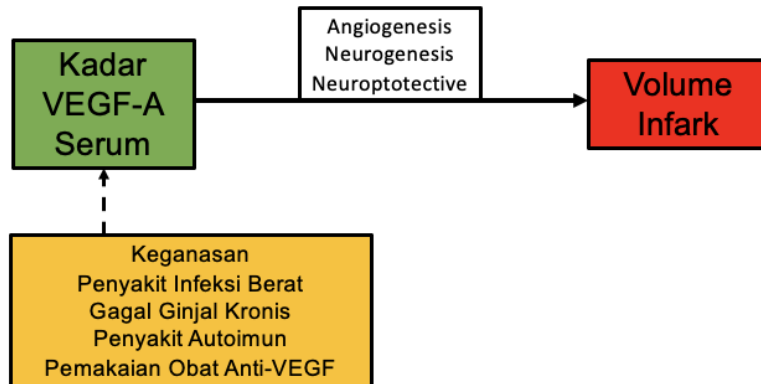 Angiogenesis
Neurogenesis
Neuroptotective
Kadar
VEGF-A
Serum
Volume
Infark
Keganasan
Penyakit Infeksi Berat
Gagal Ginjal Kronis
Penyakit Autoimun
Pemakaian Obat Anti-VEGF